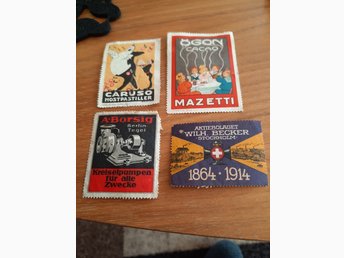 CARUSO
HOSTPASTILLER
ÖGON
CACAO
MAZETTI
A·Borsig
Berlin-
Tegel
Kreiselpumpen
für alle
Zwecke
AKTIEBOLAGET
WILH. BECKER
STOCKHOLM
1864 · 1914